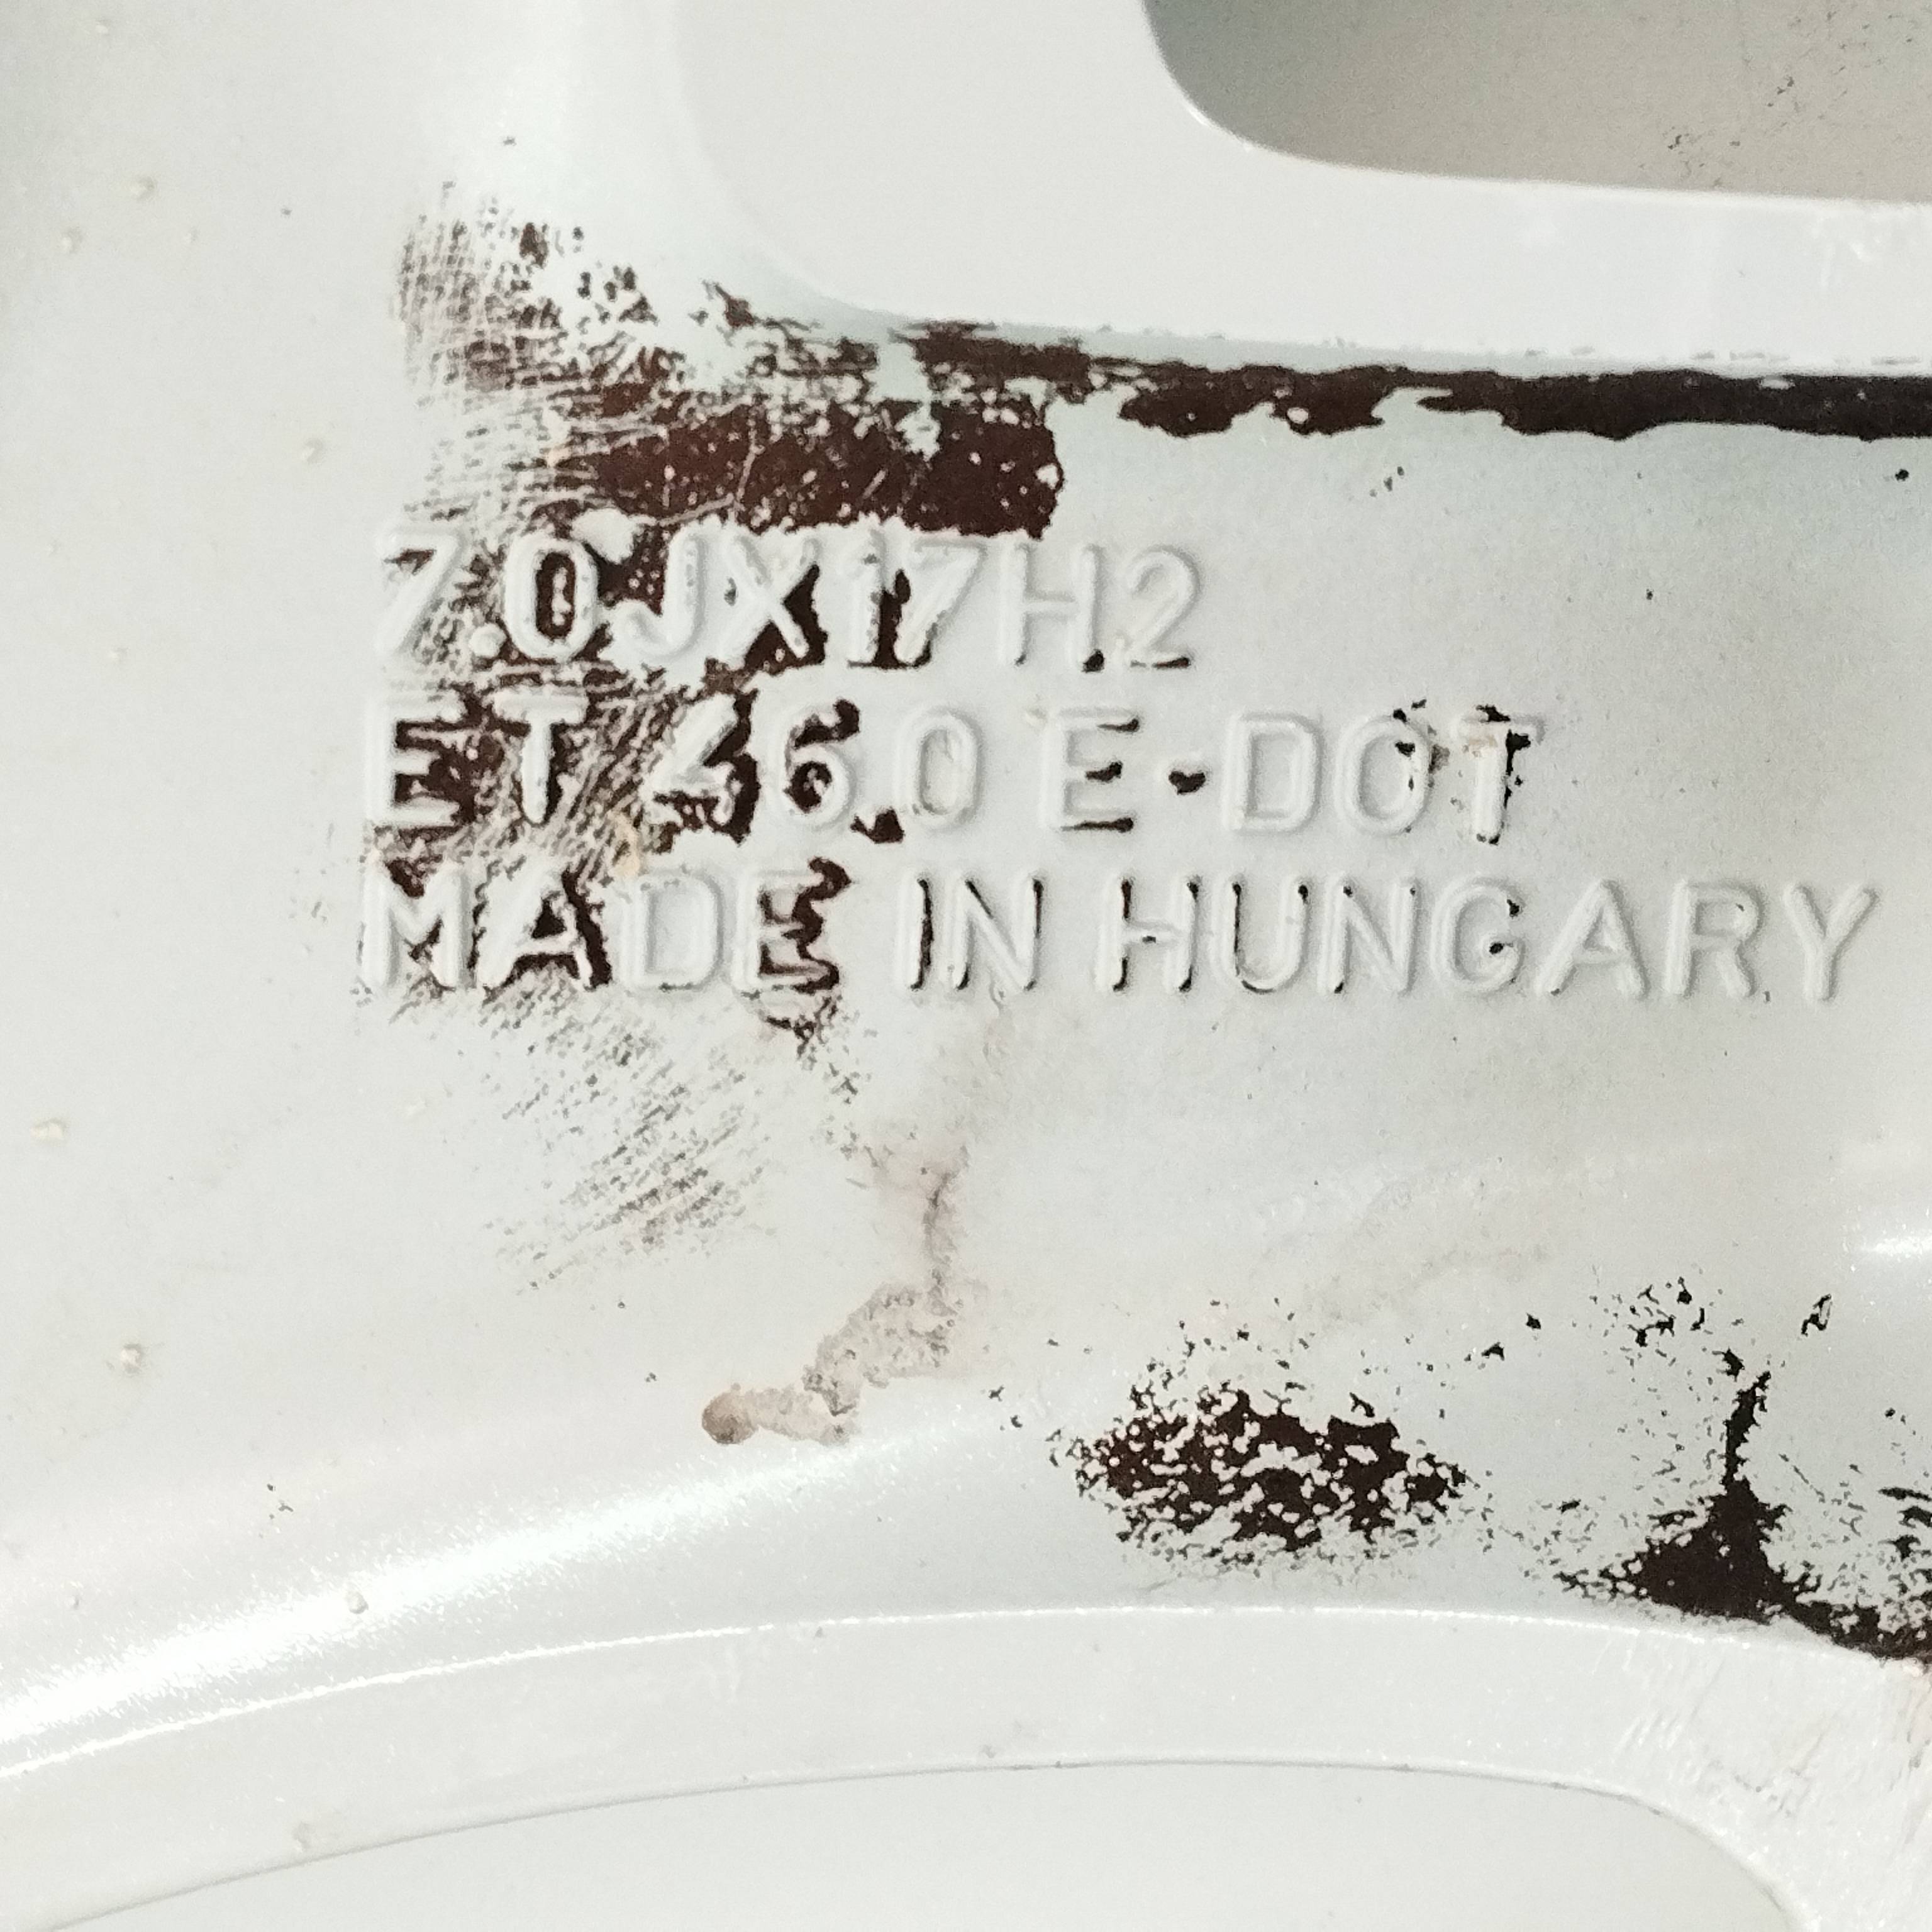 7.0JX17H2
ET 46.0 E-DOT
MADE IN HUNGARY